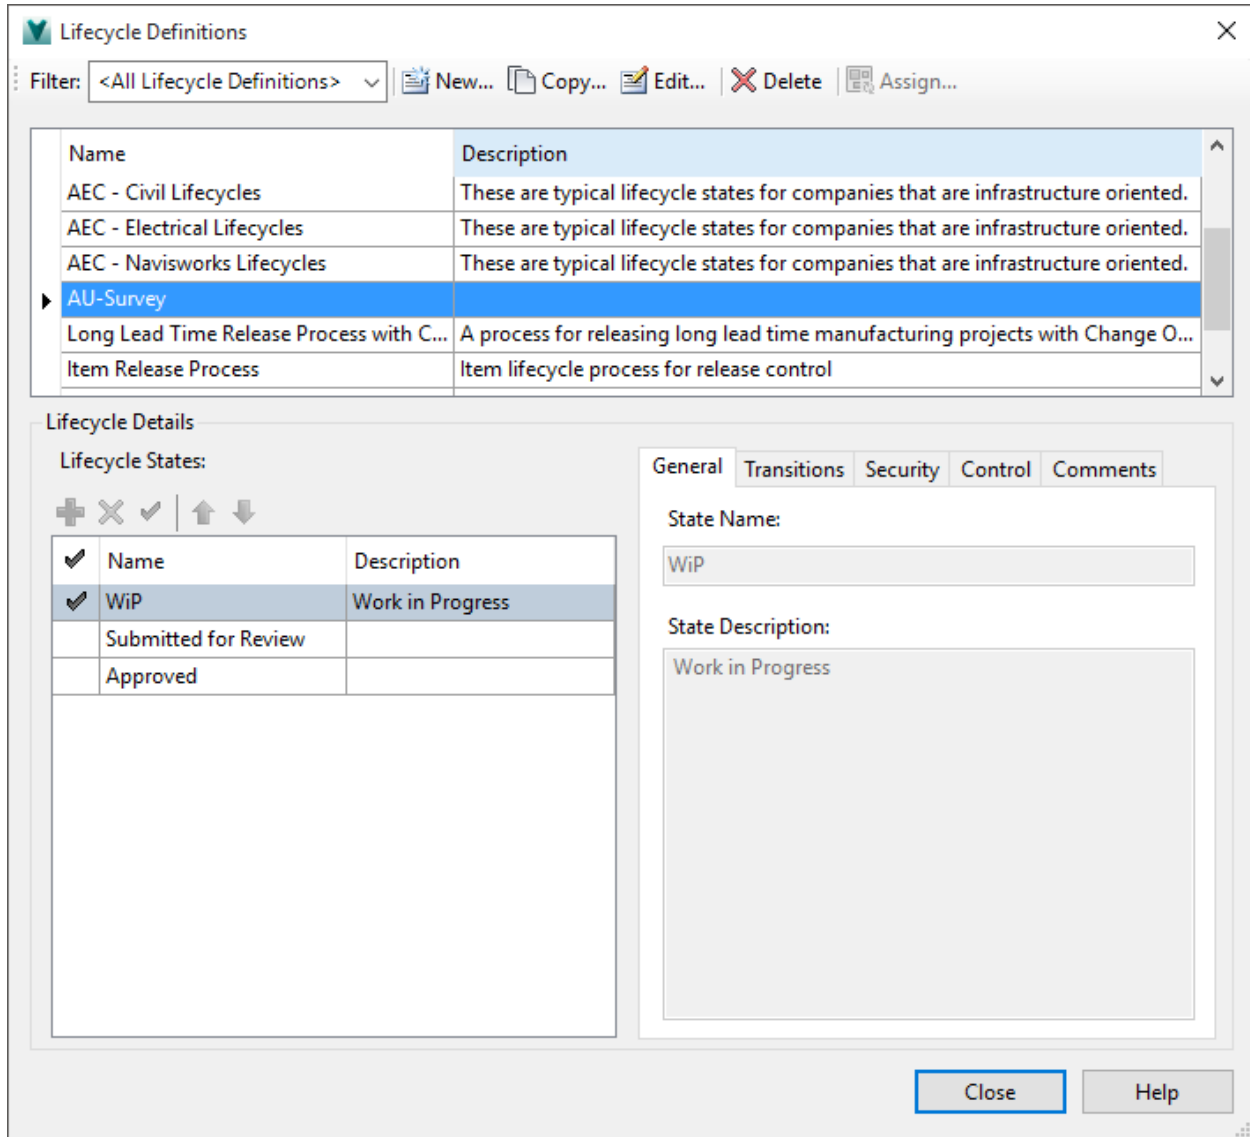 Lifecycle Definitions
Filter: <All Lifecycle Definitions> New... Copy... Edit... Delete Assign...
Name Description
AEC - Civil Lifecycles These are typical lifecycle states for companies that are infrastructure oriented.
AEC - Electrical Lifecycles These are typical lifecycle states for companies that are infrastructure oriented.
AEC - Navisworks Lifecycles These are typical lifecycle states for companies that are infrastructure oriented.
AU-Survey
Long Lead Time Release Process with C... A process for releasing long lead time manufacturing projects with Change O...
Item Release Process Item lifecycle process for release control
Lifecycle Details
Lifecycle States:
Name Description
WiP Work in Progress
Submitted for Review
Approved
General Transitions Security Control Comments
State Name:
WiP
State Description:
Work in Progress
Close Help